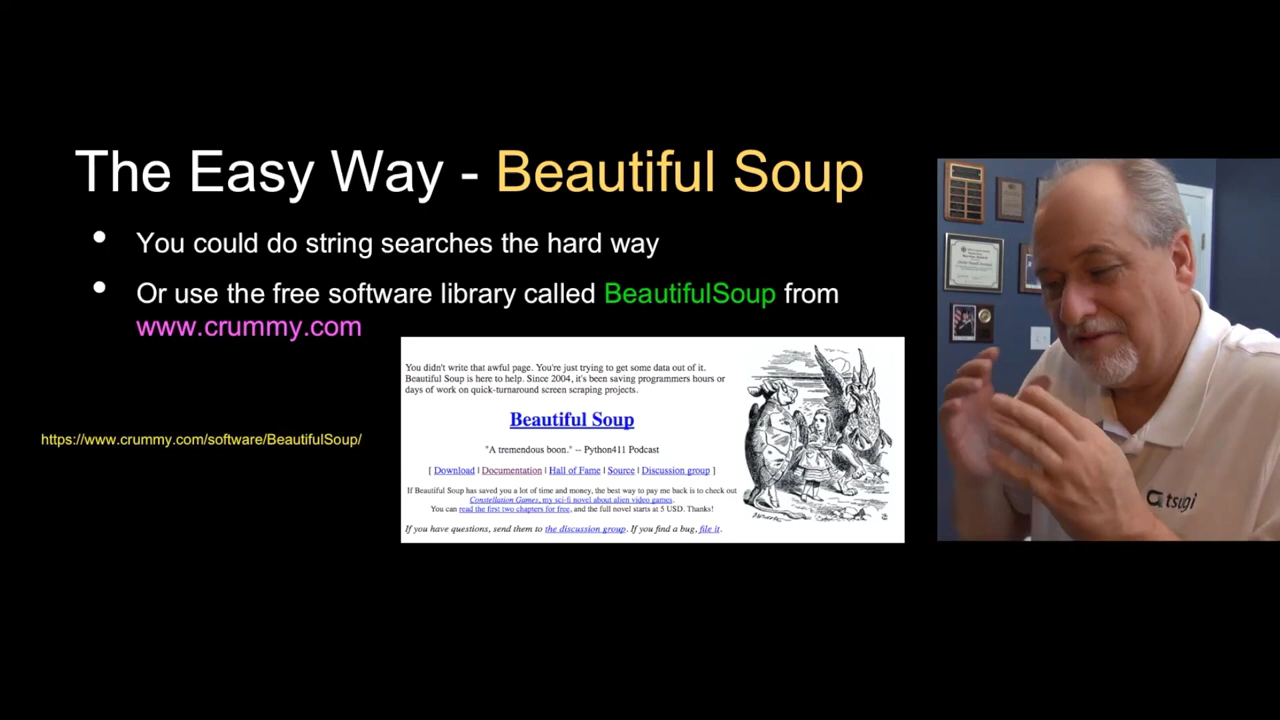 The Easy Way - Beautiful Soup
• You could do string searches the hard way
• Or use the free software library called BeautifulSoup from
www.crummy.com
https://www.crummy.com/software/BeautifulSoup/
You didn't write that awful page. You're just trying to get some data out of it.
Beautiful Soup is here to help. Since 2004, it's been saving programmers hours or
days of work on quick-turnaround screen scraping projects.
Beautiful Soup
"A tremendous boon." -- Python411 Podcast
[ Download | Documentation | Hall of Fame | Source | Discussion group ]
If Beautiful Soup has saved you a lot of time and money, the best way to pay me back is to check out
Constellation Games, my sci-fi novel about alien video games.
You can read the first two chapters for free, and the full novel starts at 5 USD. Thanks!
If you have questions, send them to the discussion group. If you find a bug, file it.
tsugi